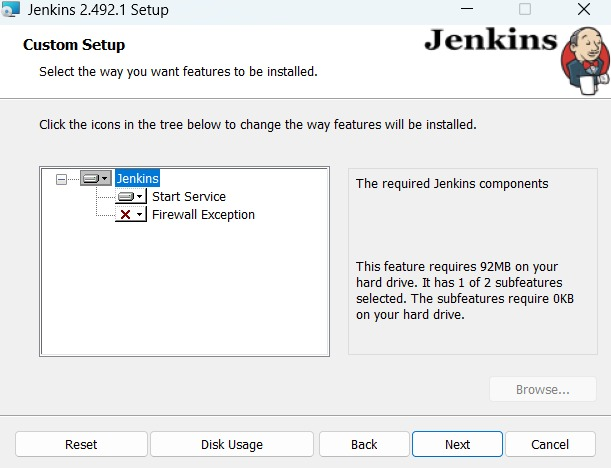 Jenkins 2.492.1 Setup
Custom Setup
Jenkins
Select the way you want features to be installed.
Click the icons in the tree below to change the way features will be installed.
Jenkins
Start Service
Firewall Exception
The required Jenkins components
This feature requires 92MB on your
hard drive. It has 1 of 2 subfeatures
selected. The subfeatures require 0KB
on your hard drive.
Browse...
Reset
Disk Usage
Back
Next
Cancel